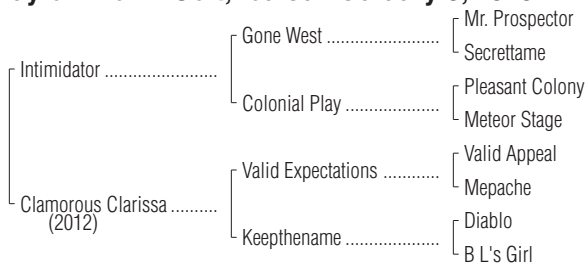 Mr. Prospector
Gone West
Secrettame
Intimidator
Pleasant Colony
Colonial Play
Meteor Stage
Valid Appeal
Valid Expectations
Mepache
Clamorous Clarissa
(2012)
Diablo
Keepthename
B L's Girl